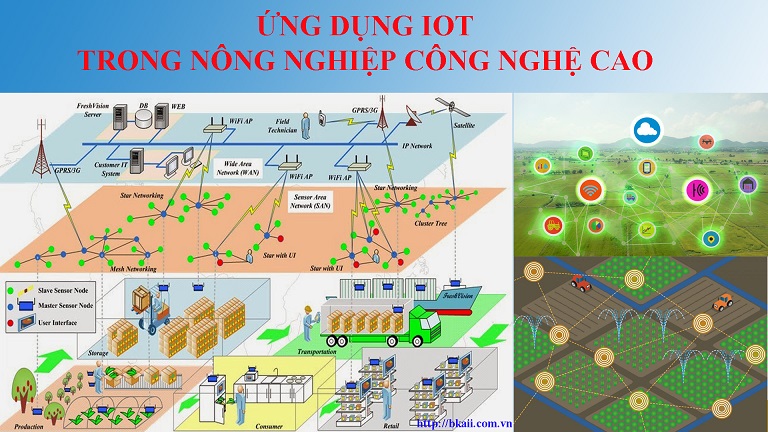 ỨNG DỤNG IOT
TRONG NÔNG NGHIỆP CÔNG NGHỆ CAO
FreshVision
Server
DB
WEB
WiFi AP
Field
Technician
GPRS/3G
Satellite
IP Network
GPRS/3G
Customer IT
System
Wide Area
Network (WAN)
WiFi AP
WiFi AP
Star Networking
Sensor Area
Network (SAN)
Star Networking
Cluster Tree
Mesh Networking
Star with UI
Star with UI
Slave Sensor Node
Master Sensor Node
User Interface
FreshVision
Storage
Transportation
Production
Consumer
Retail
http://bkaii.com.vn